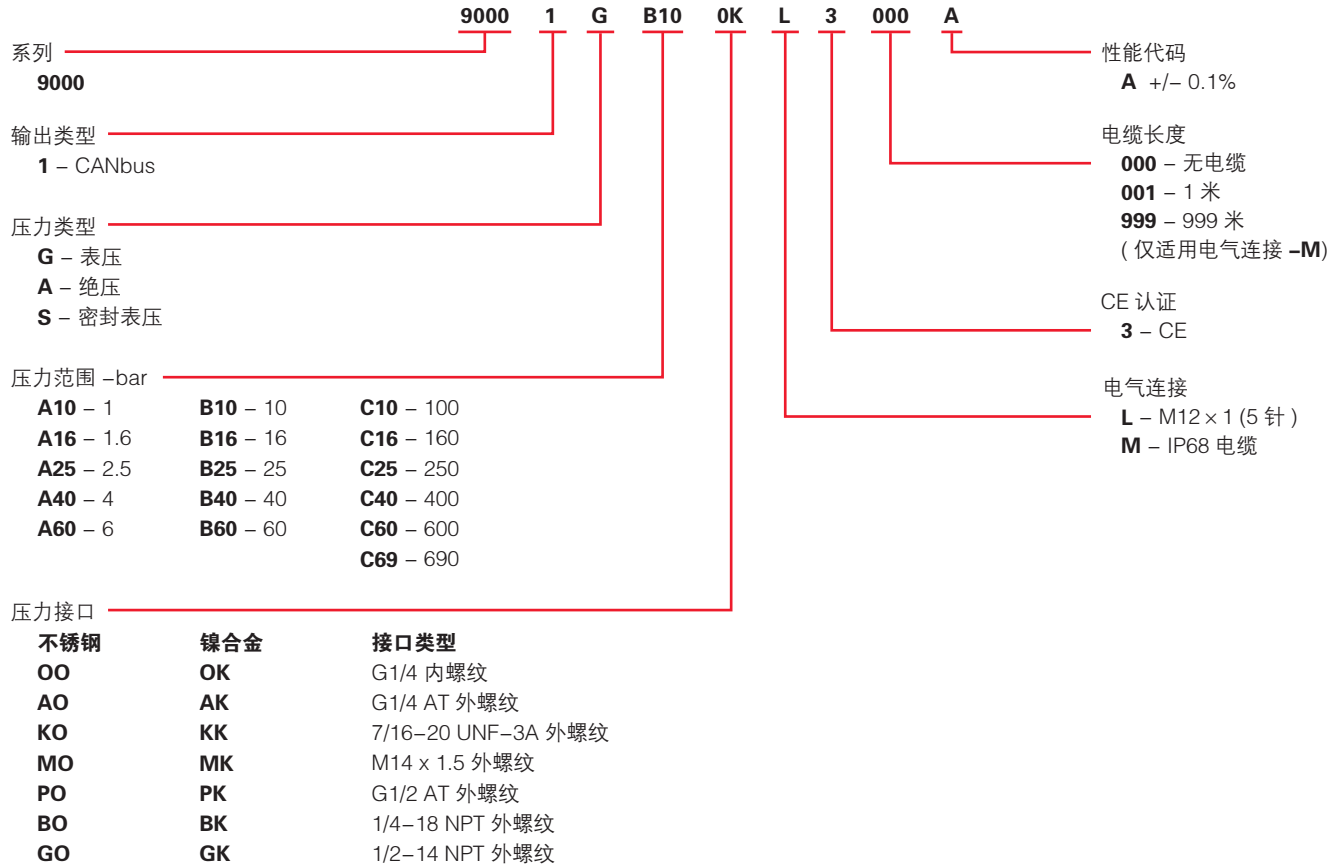 9000 1 G B10 0K L 3 000 A
系列
9000
输出类型
1 – CANbus
压力类型
G – 表压
A – 绝压
S – 密封表压
压力范围 –bar
A10 – 1 B10 – 10 C10 – 100
A16 – 1.6 B16 – 16 C16 – 160
A25 – 2.5 B25 – 25 C25 – 250
A40 – 4 B40 – 40 C40 – 400
A60 – 6 B60 – 60 C60 – 600
C69 – 690
压力接口
不锈钢 镍合金 接口类型
OO OK G1/4 内螺纹
AO AK G1/4 AT 外螺纹
KO KK 7/16–20 UNF–3A 外螺纹
MO MK M14 x 1.5 外螺纹
PO PK G1/2 AT 外螺纹
BO BK 1/4–18 NPT 外螺纹
GO GK 1/2–14 NPT 外螺纹
性能代码
A +/– 0.1%
电缆长度
000 – 无电缆
001 – 1 米
999 – 999 米
( 仅适用电气连接 –M)
CE 认证
3 – CE
电气连接
L – M12 × 1 (5 针 )
M – IP68 电缆